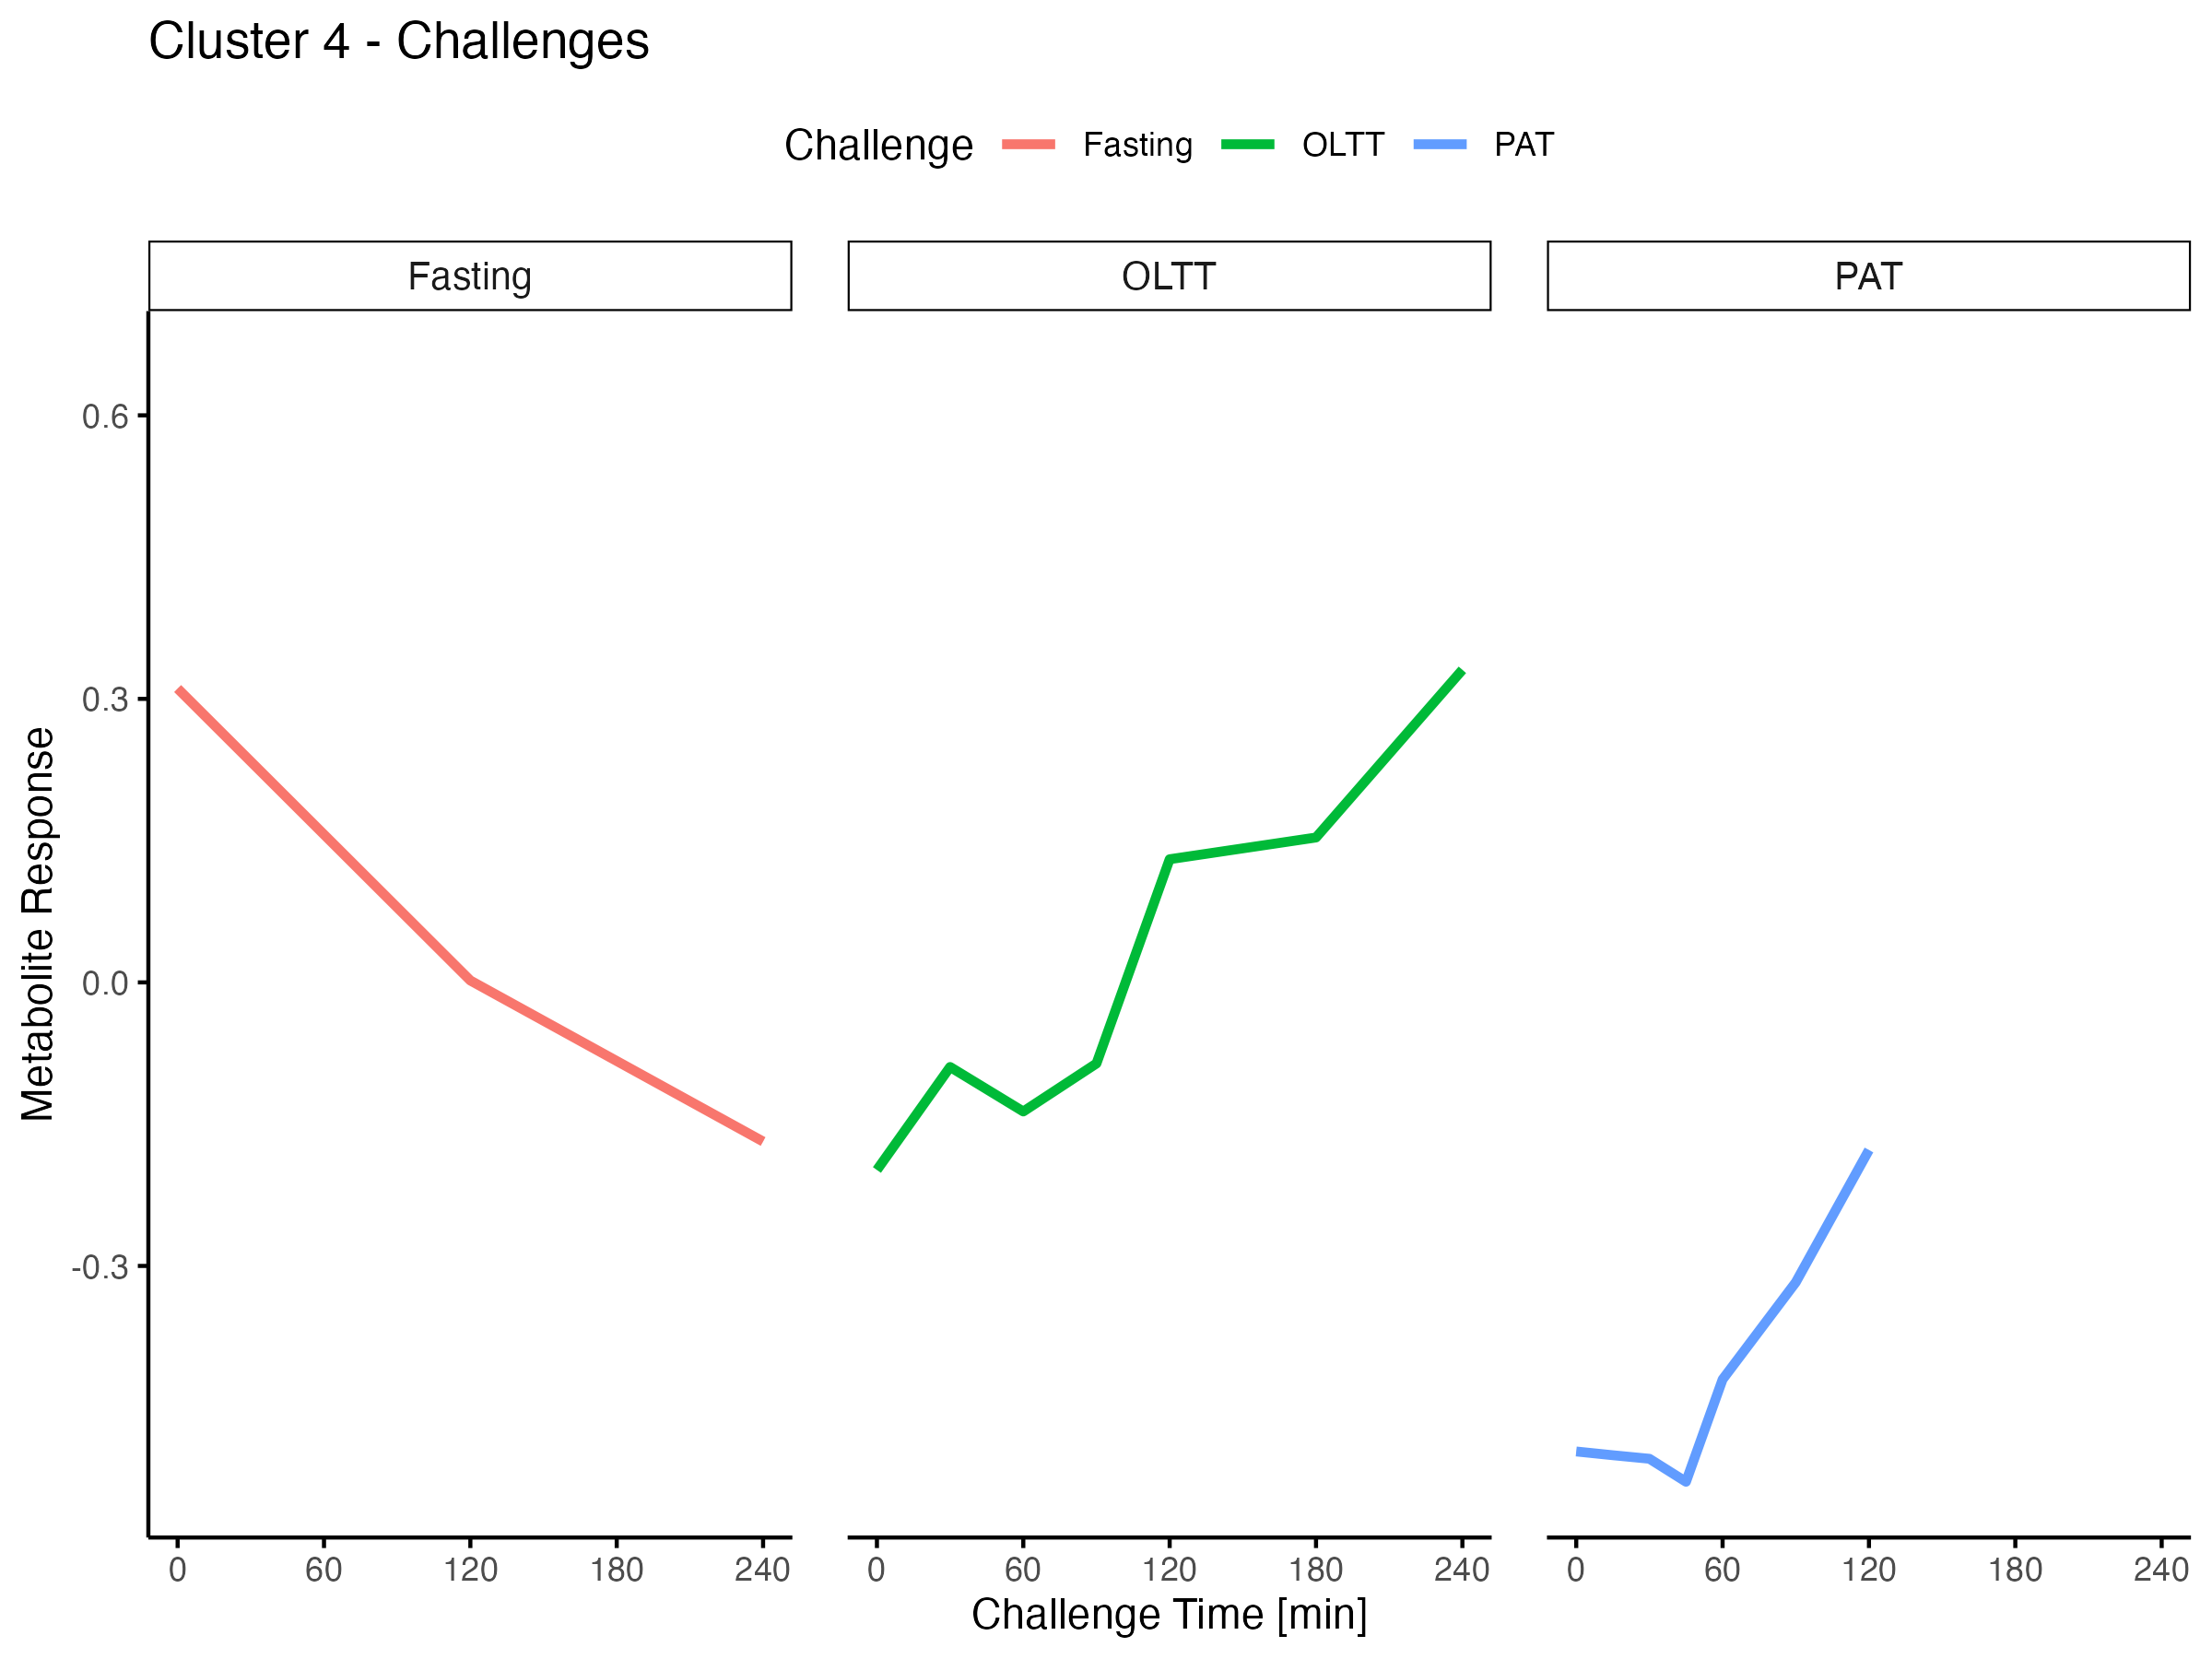 Cluster 4 - Challenges
Challenge Fasting OLTT PAT
Fasting OLTT PAT
0.6
0.3
0.0
-0.3
Metabolite Response
0 60 120 180 240 0 60 120 180 240 0 60 120 180 240
Challenge Time [min]